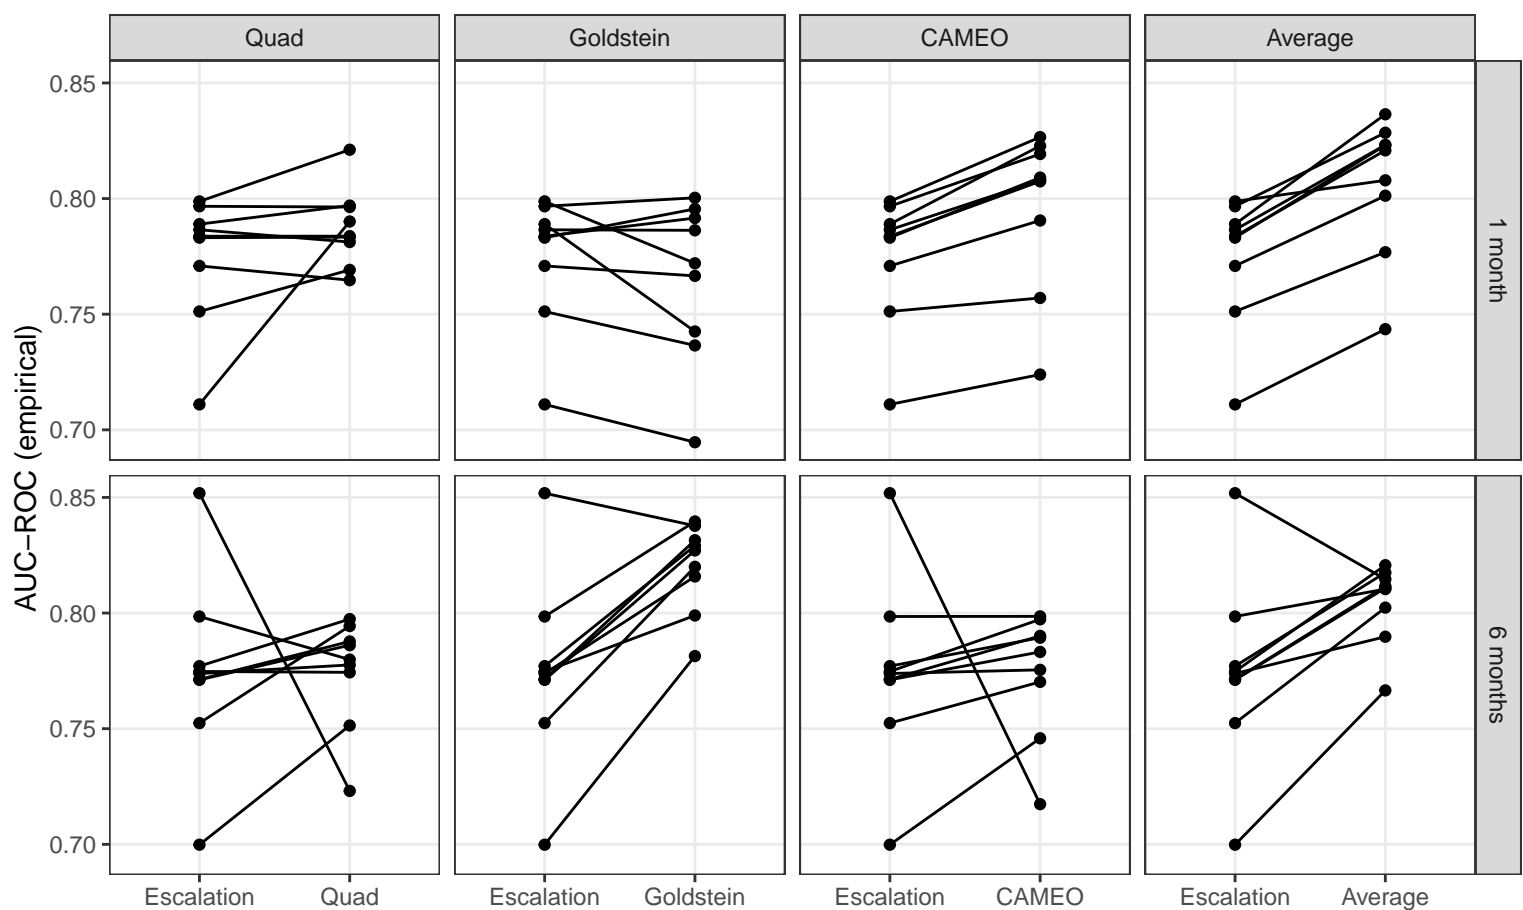 Quad
Goldstein
CAMEO
Average
AUC−ROC (empirical)
0.85
0.80
0.75
0.70
1 month
0.85
0.80
0.75
0.70
6 months
Escalation Quad
Escalation Goldstein
Escalation CAMEO
Escalation Average